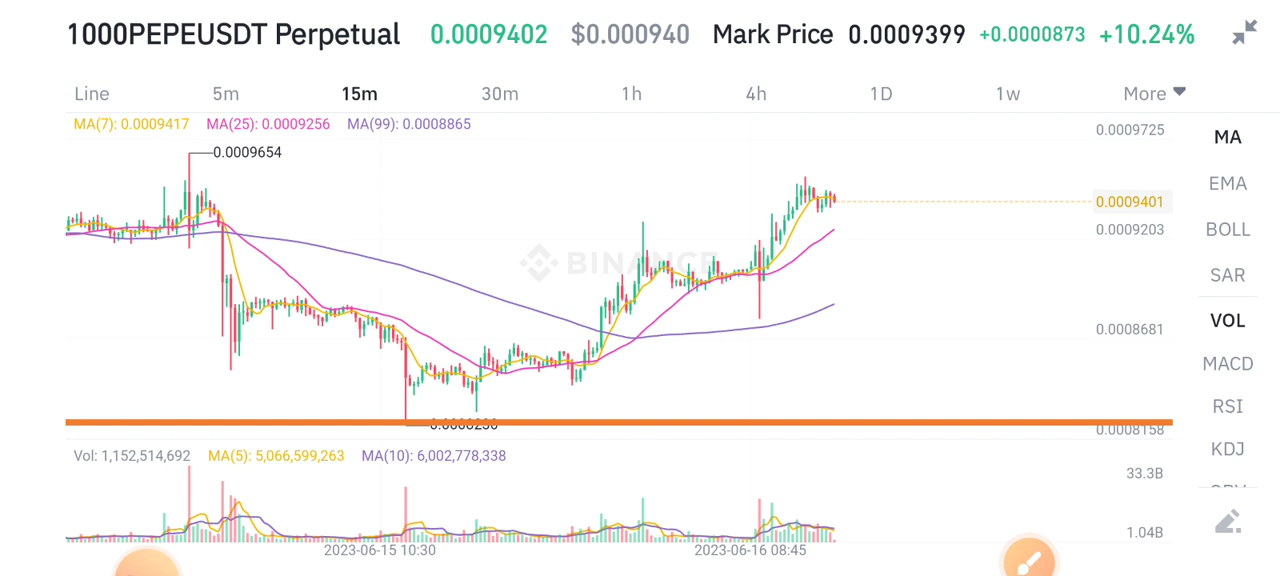 1000PEPEUSDT Perpetual 0.0009402 $0.000940 Mark Price 0.0009399 +0.0000873 +10.24%
Line 5m 15m 30m 1h 4h 1D 1w More
MA(7): 0.0009417 MA(25): 0.0009256 MA(99): 0.0008865
0.0009725
MA
0.0009654
EMA
0.0009401
0.0009203
BOLL
BINANCE
SAR
VOL
0.0008681
MACD
RSI
0.0008158
KDJ
Vol: 1,152,514,692 MA(5): 5,066,599,263 MA(10): 6,002,778,338
33.3B
1.04B
2023-06-15 10:30 2023-06-16 08:45